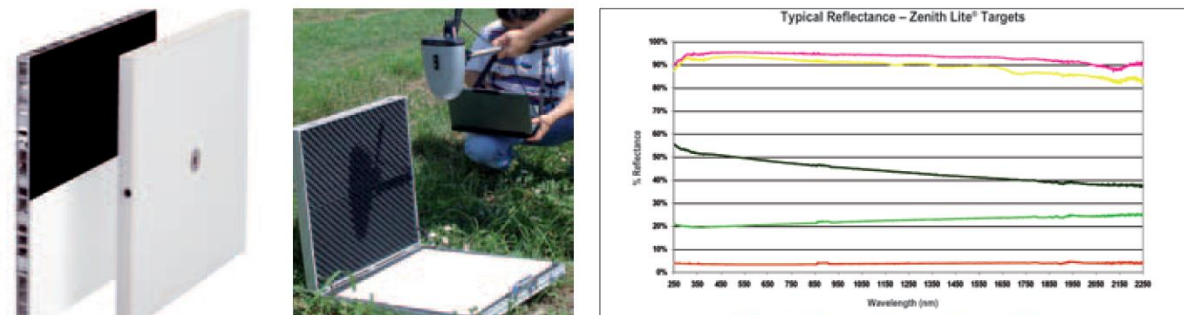 Typical Reflectance – Zenith Lite® Targets
% Reflectance
100%
90%
80%
70%
60%
50%
40%
30%
20%
10%
0%
250 350 450 550 650 750 850 950 1050 1150 1250 1350 1450 1550 1650 1750 1850 1950 2050 2150 2250
Wavelength (nm)